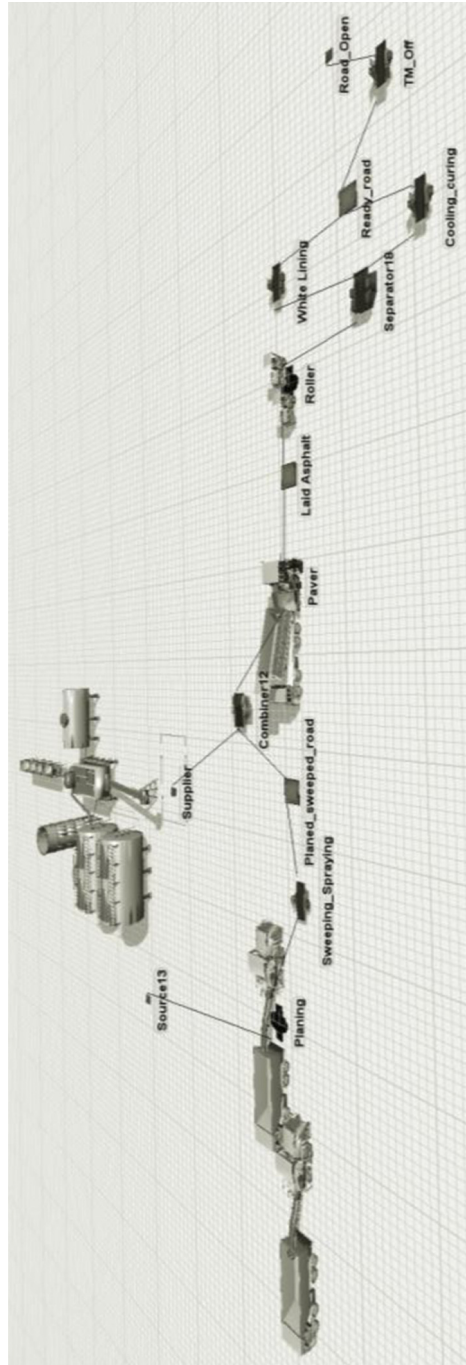 Source13
Planing
Sweeping_Spraying
Planed_sweeped_road
Supplier
Combiner12
Paver
Laid Asphalt
Roller
White Lining
Separator18
Ready_road
Cooling_curing
Road_Open
TM_Off